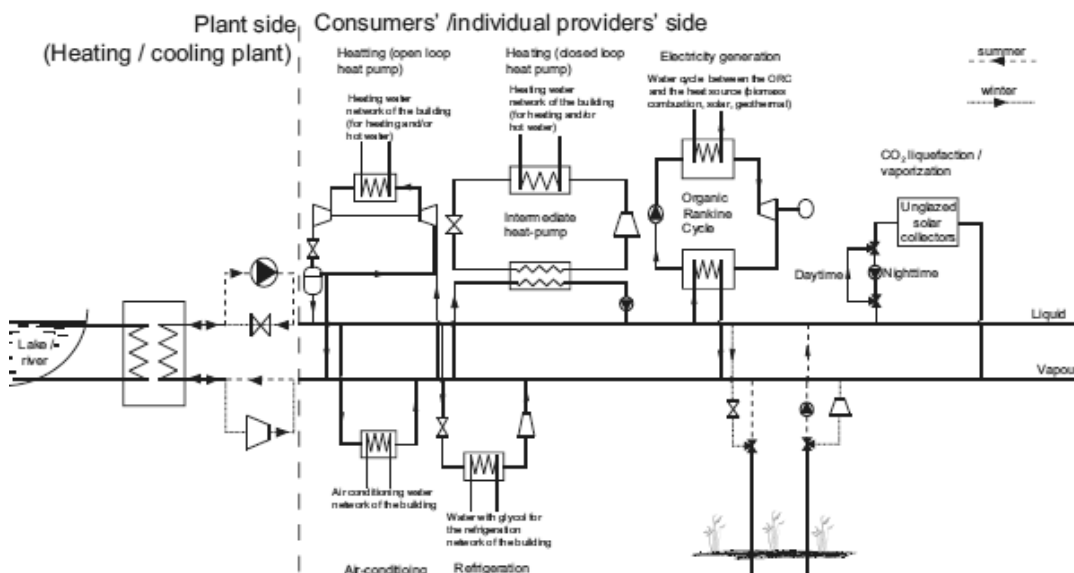 Plant side
(Heating / cooling plant)
Consumers' /individual providers' side
Heatting (open loop
heat pump)
Heating water
network of the building
(for heating and/or
hot water)
Heating (closed loop
heat pump)
Heating water
network of the building
(for heating and/or
hot water)
Electricity generation
Water cycle between the ORC
and the heat source (biomass
combustion, solar, geothermal)
summer
winter
CO2 liquefaction /
vaporization
Unglazed
solar
collectors
Organic
Rankine
Cycle
Intermediate
heat-pump
Daytime
Nighttime
Lake /
river
Liquid
Vapou
Air conditioning water
network of the building
Water with glycol for
the refrigeration
network of the building
Air-conditioing
Refrigeration